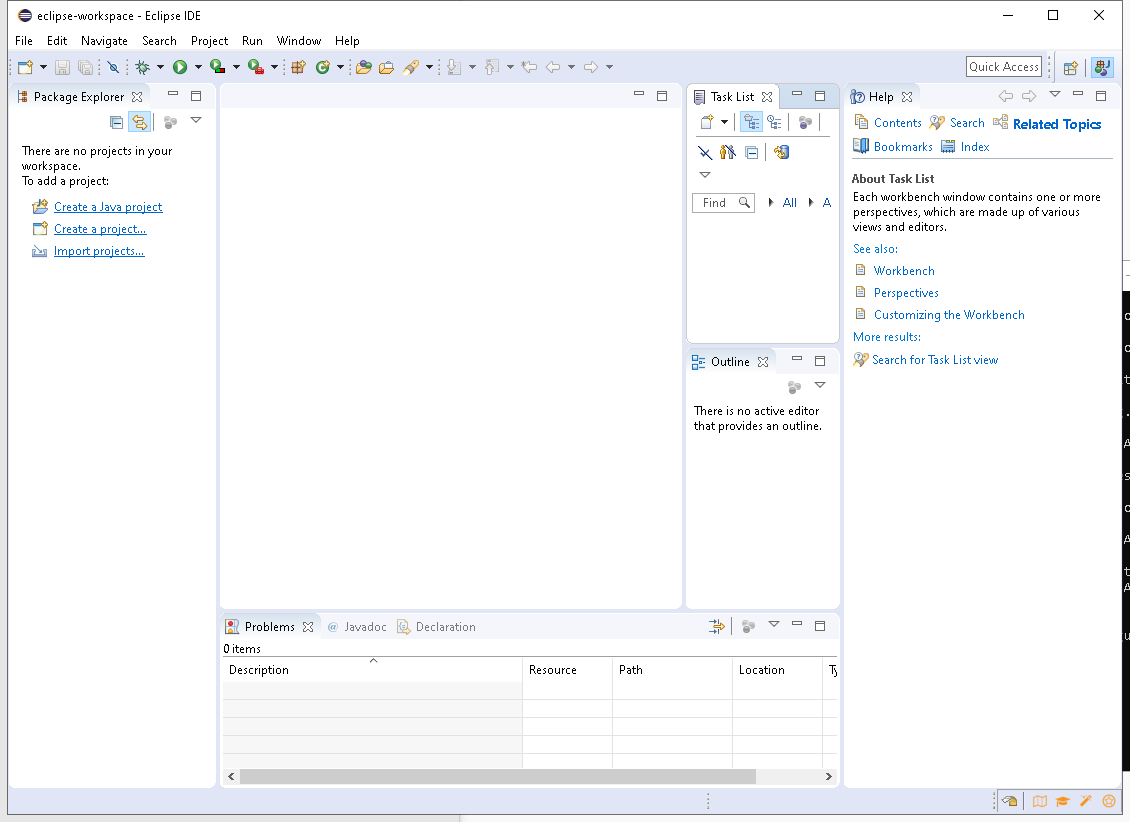 eclipse-workspace - Eclipse IDE
File Edit Navigate Search Project Run Window Help
Quick Access
Package Explorer
There are no projects in your
workspace.
To add a project:
Create a Java project
Create a project...
Import projects...
Task List
Find All A
Outline
There is no active editor
that provides an outline.
Help
Contents Search Related Topics
Bookmarks Index
About Task List
Each workbench window contains one or more
perspectives, which are made up of various
views and editors.
See also:
Workbench
Perspectives
Customizing the Workbench
More results:
Search for Task List view
Problems @ Javadoc Declaration
0 items
Description Resource Path Location Ty